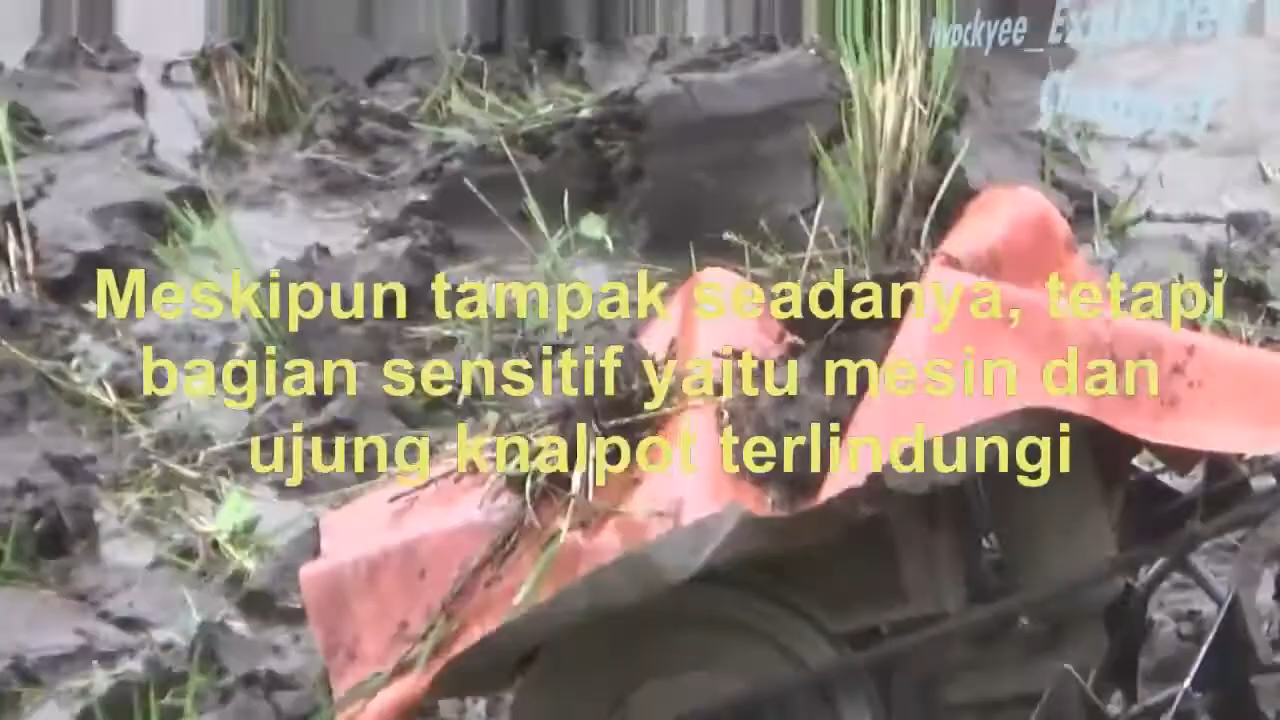 Meskipun tampak seadanya, tetapi
bagian sensitif yaitu mesin dan
ujung knalpot terlindungi